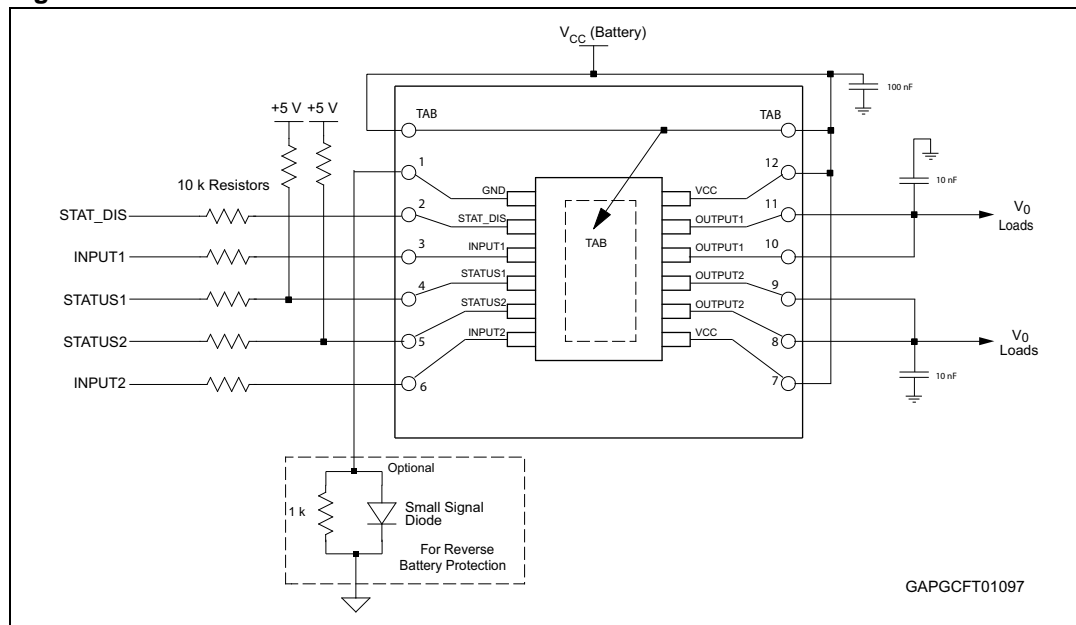 V_CC (Battery)
100 nF
+5 V +5 V
TAB
TAB
1
12
10 nF
10 k Resistors
GND
VCC
STAT_DIS
2
STAT_DIS
OUTPUT1
11
V0
Loads
INPUT1
3
INPUT1
TAB
OUTPUT1
10
STATUS1
4
STATUS1
OUTPUT2
9
STATUS2
5
STATUS2
OUTPUT2
8
V0
Loads
INPUT2
6
INPUT2
VCC
7
10 nF
Optional
1 k
Small Signal
Diode
For Reverse
Battery Protection
GAPGCFT01097